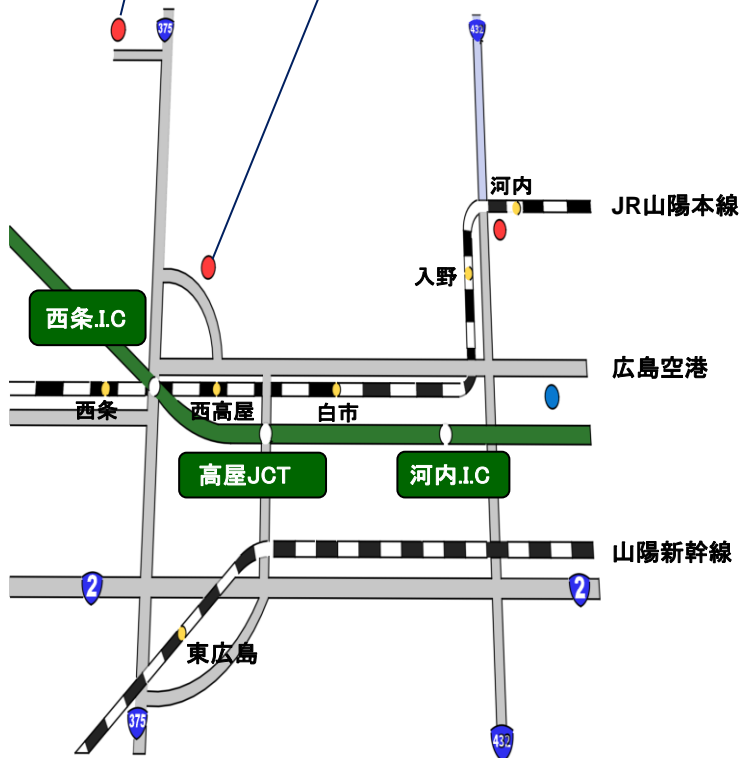 375
432
河内
JR山陽本線
入野
西条.I.C
広島空港
西条
西高屋
白市
高屋JCT
河内.I.C
山陽新幹線
2
2
東広島
375
432